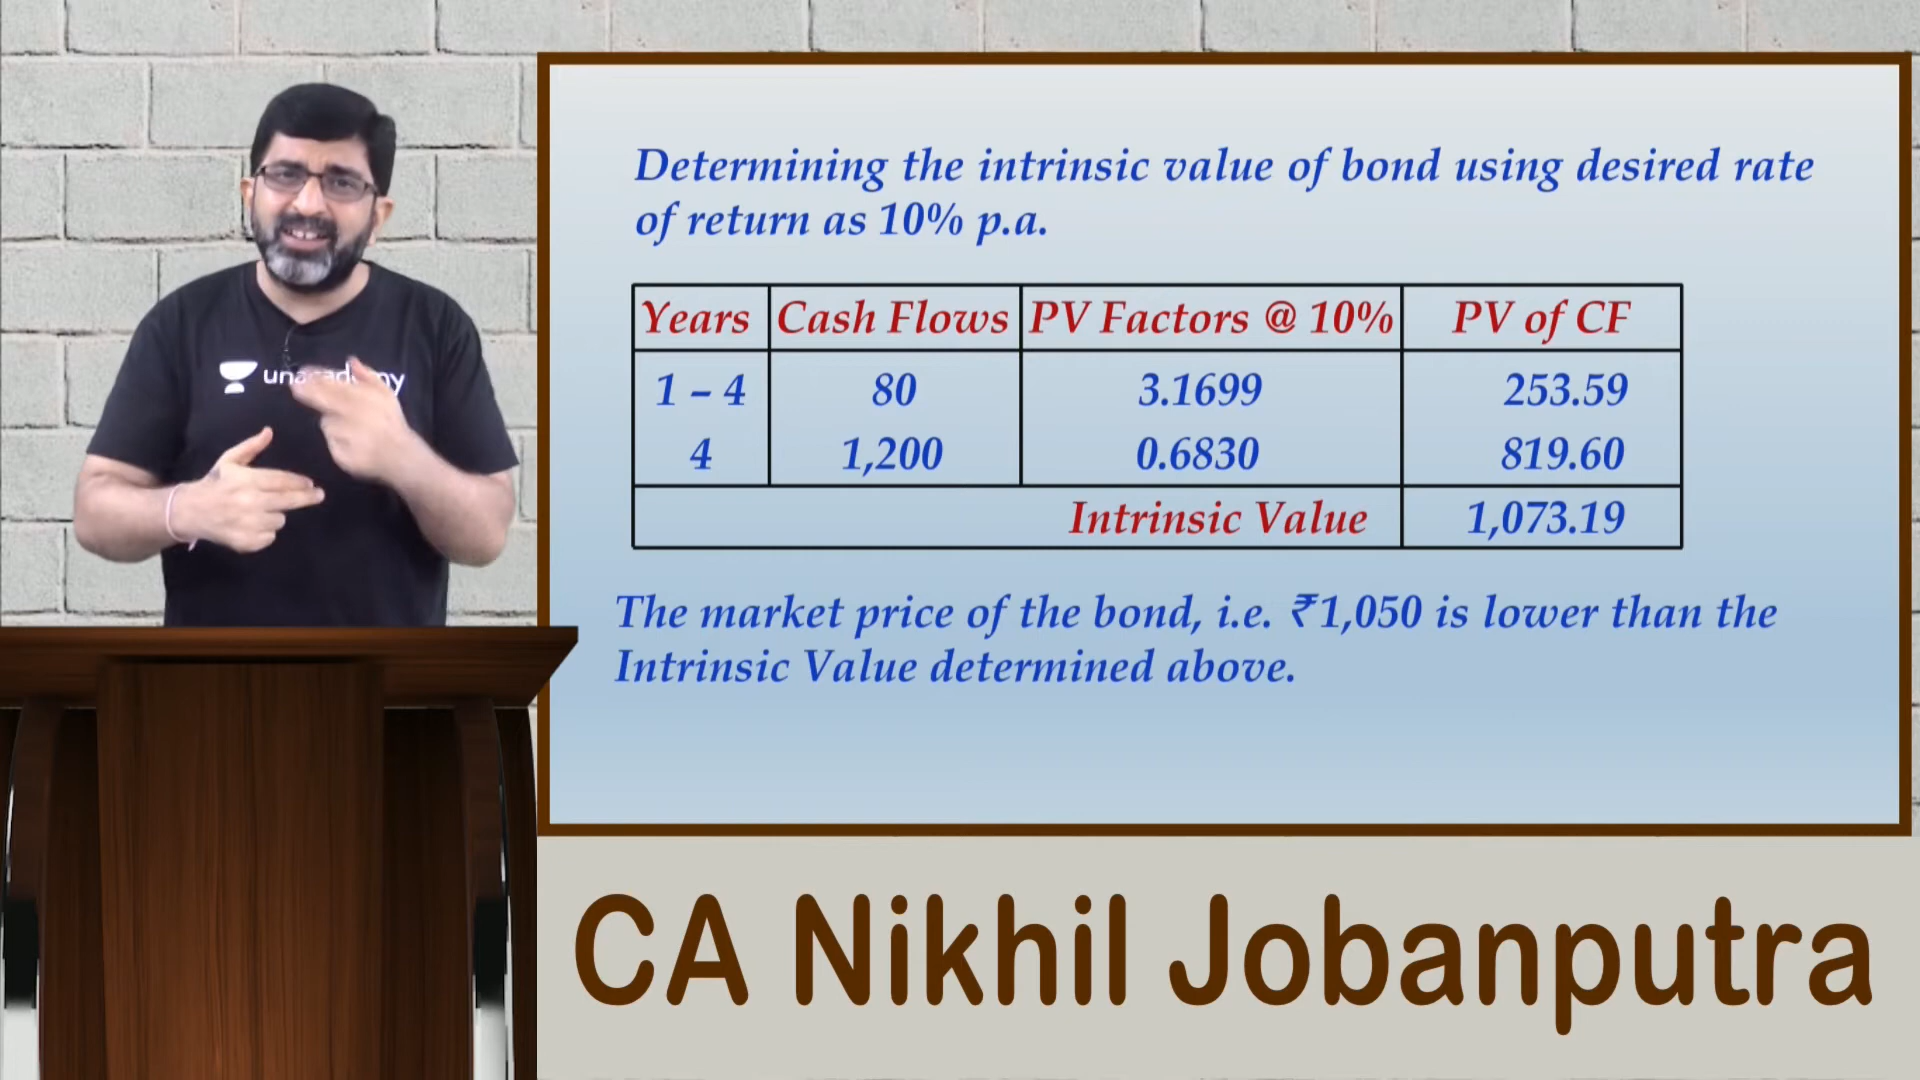 Determining the intrinsic value of bond using desired rate
of return as 10% p.a.
Years Cash Flows PV Factors @ 10% PV of CF
1 – 4 80 3.1699 253.59
4 1,200 0.6830 819.60
Intrinsic Value 1,073.19
The market price of the bond, i.e. ₹1,050 is lower than the
Intrinsic Value determined above.
CA Nikhil Jobanputra